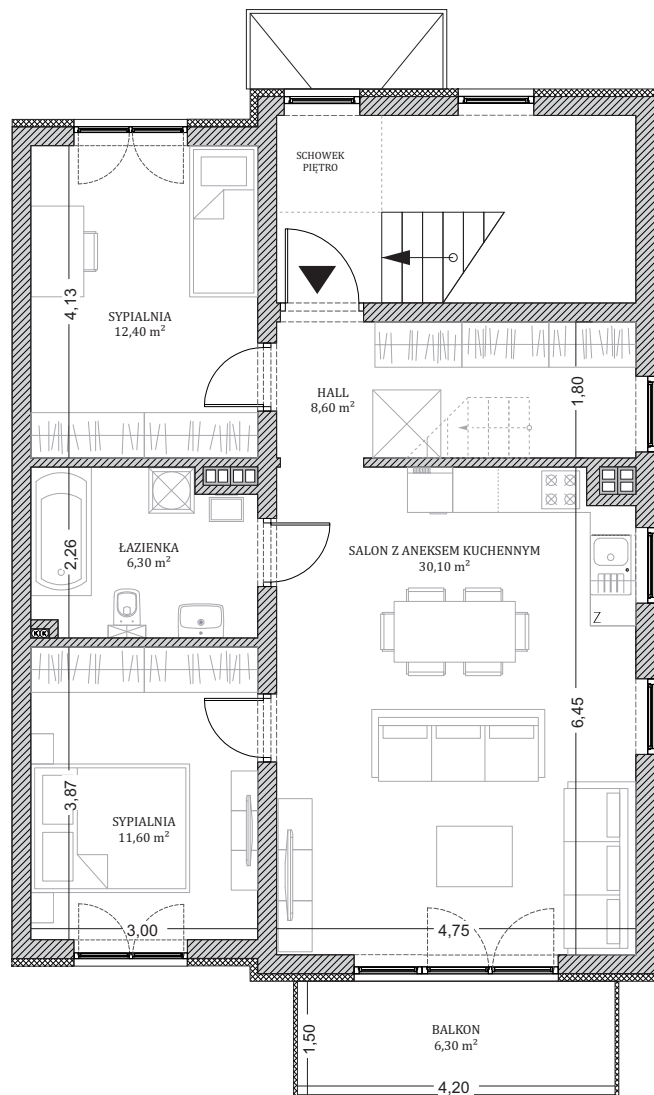 SCHOWEK
PIĘTRO
SYPIALNIA
12,40 m²
4,13
HALL
8,60 m²
1,80
ŁAZIENKA
6,30 m²
2,26
SALON Z ANEKSEM KUCHENNYM
30,10 m²
Z
6,45
SYPIALNIA
11,60 m²
3,87
3,00
4,75
BALKON
6,30 m²
1,50
4,20